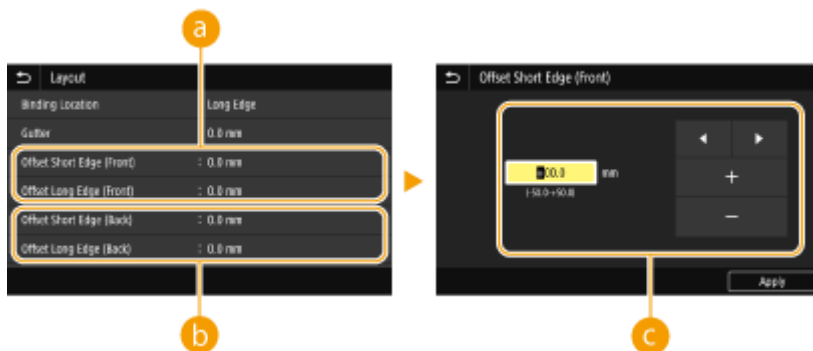 a
Layout
Binding Location Long Edge
Gutter : 0.0 mm
Offset Short Edge (Front) : 0.0 mm
Offset Long Edge (Front) : 0.0 mm
Offset Short Edge (Back) : 0.0 mm
Offset Long Edge (Back) : 0.0 mm
b
Offset Short Edge (Front)
+00.0 mm
(-50.0-+50.0)
+
−
Apply
c